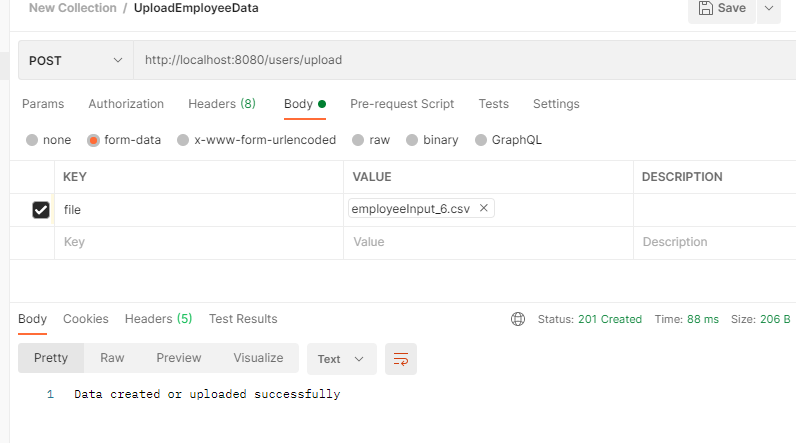 New Collection / UploadEmployeeData
Save
POST
http://localhost:8080/users/upload
Params Authorization Headers (8) Body Pre-request Script Tests Settings
none form-data x-www-form-urlencoded raw binary GraphQL
KEY VALUE DESCRIPTION
file employeeInput_6.csv
Key Value Description
Body Cookies Headers (5) Test Results Status: 201 Created Time: 88 ms Size: 206 B
Pretty Raw Preview Visualize Text
1 Data created or uploaded successfully